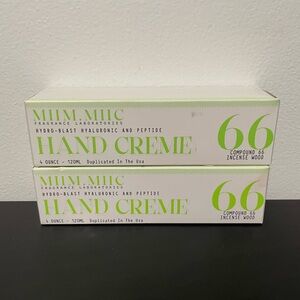 MIIM.MIIC
FRAGRANCE LABORATORIES
HYDRO-BLAST HYALURONIC AND PEPTIDE
HAND CREME
4 OUNCE - 120ML Duplicated In The Usa
66
COMPOUND 66
INCENSE WOOD
MIIM.MIIC
FRAGRANCE LABORATORIES
HYDRO-BLAST HYALURONIC AND PEPTIDE
HAND CREME
4 OUNCE - 120ML Duplicated In The Usa
66
COMPOUND 66
INCENSE WOOD